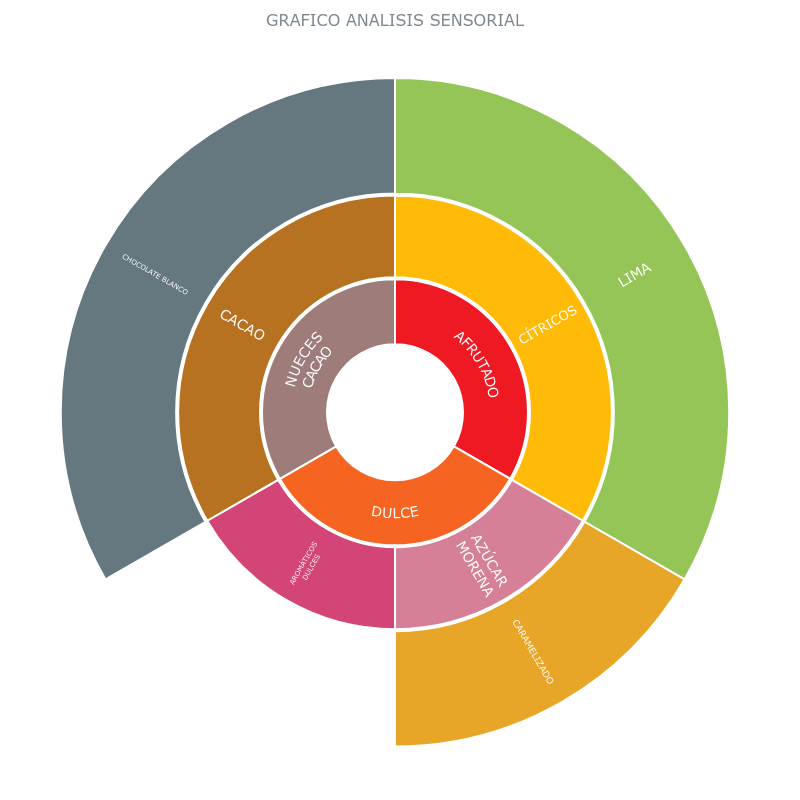 GRAFICO ANALISIS SENSORIAL
LIMA
CHOCOLATE BLANCO
CACAO
CÍTRICOS
NUECES
CACAO
AFRUTADO
DULCE
AROMÁTICOS
DULCES
AZÚCAR
MORENA
CARAMELIZADO